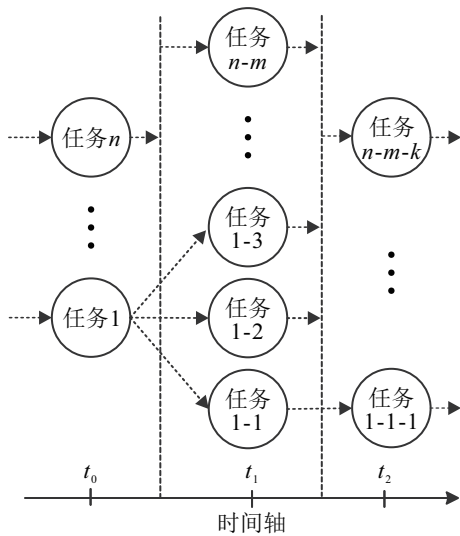 任务
n-m
任务n
任务
n-m-k
任务
1-3
任务1
任务
1-2
任务
1-1
任务
1-1-1
t₀
t₁
t₂
时间轴